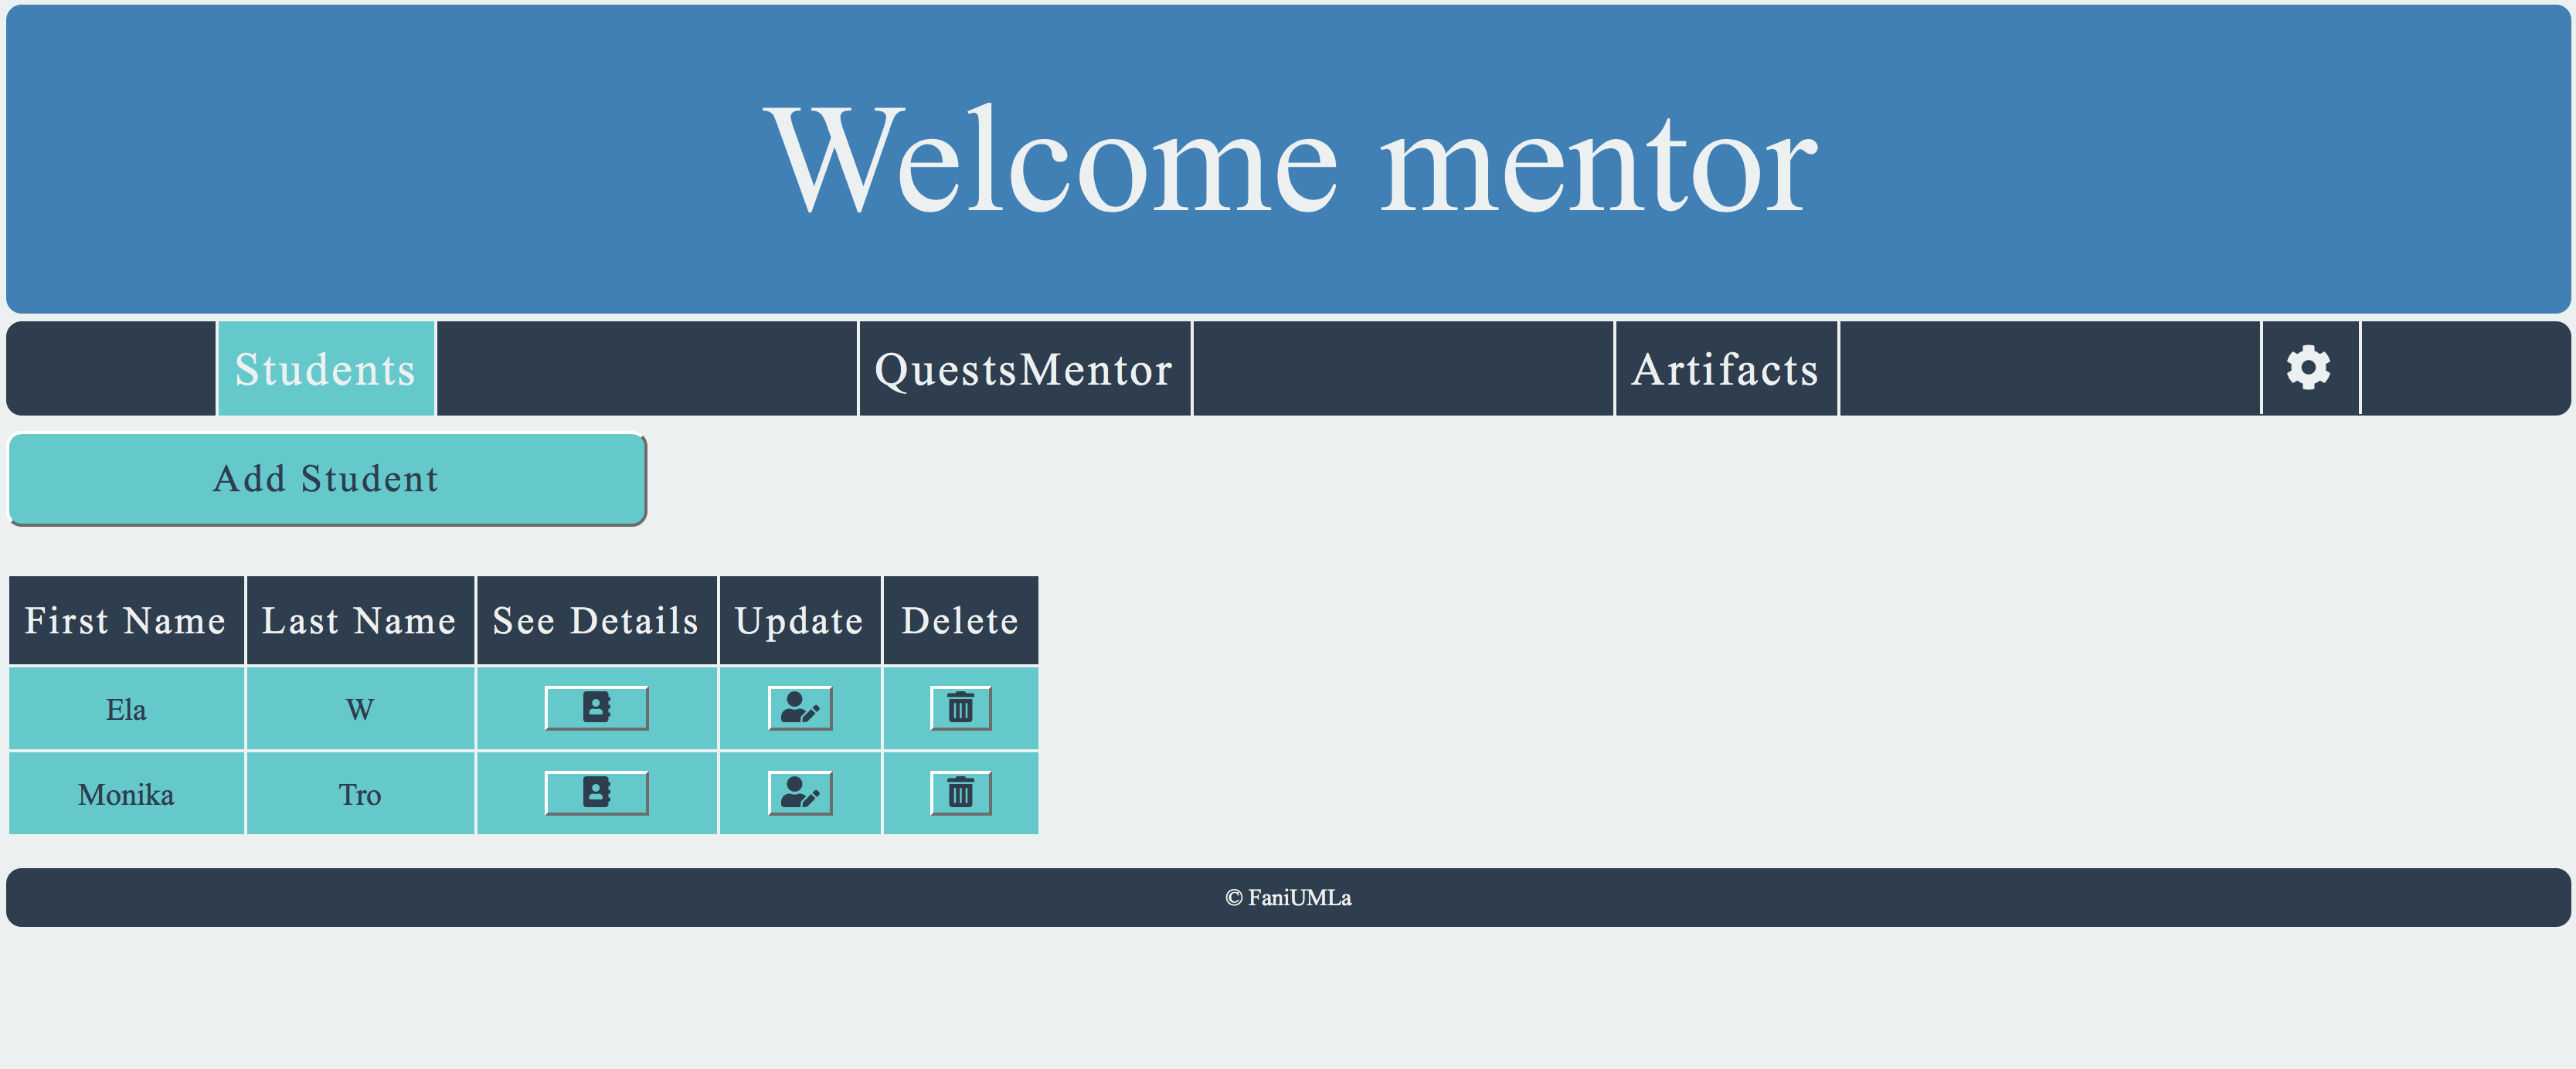 Welcome mentor
Students QuestsMentor Artifacts
Add Student
First Name Last Name See Details Update Delete
Ela W
Monika Tro
© FaniUMLa